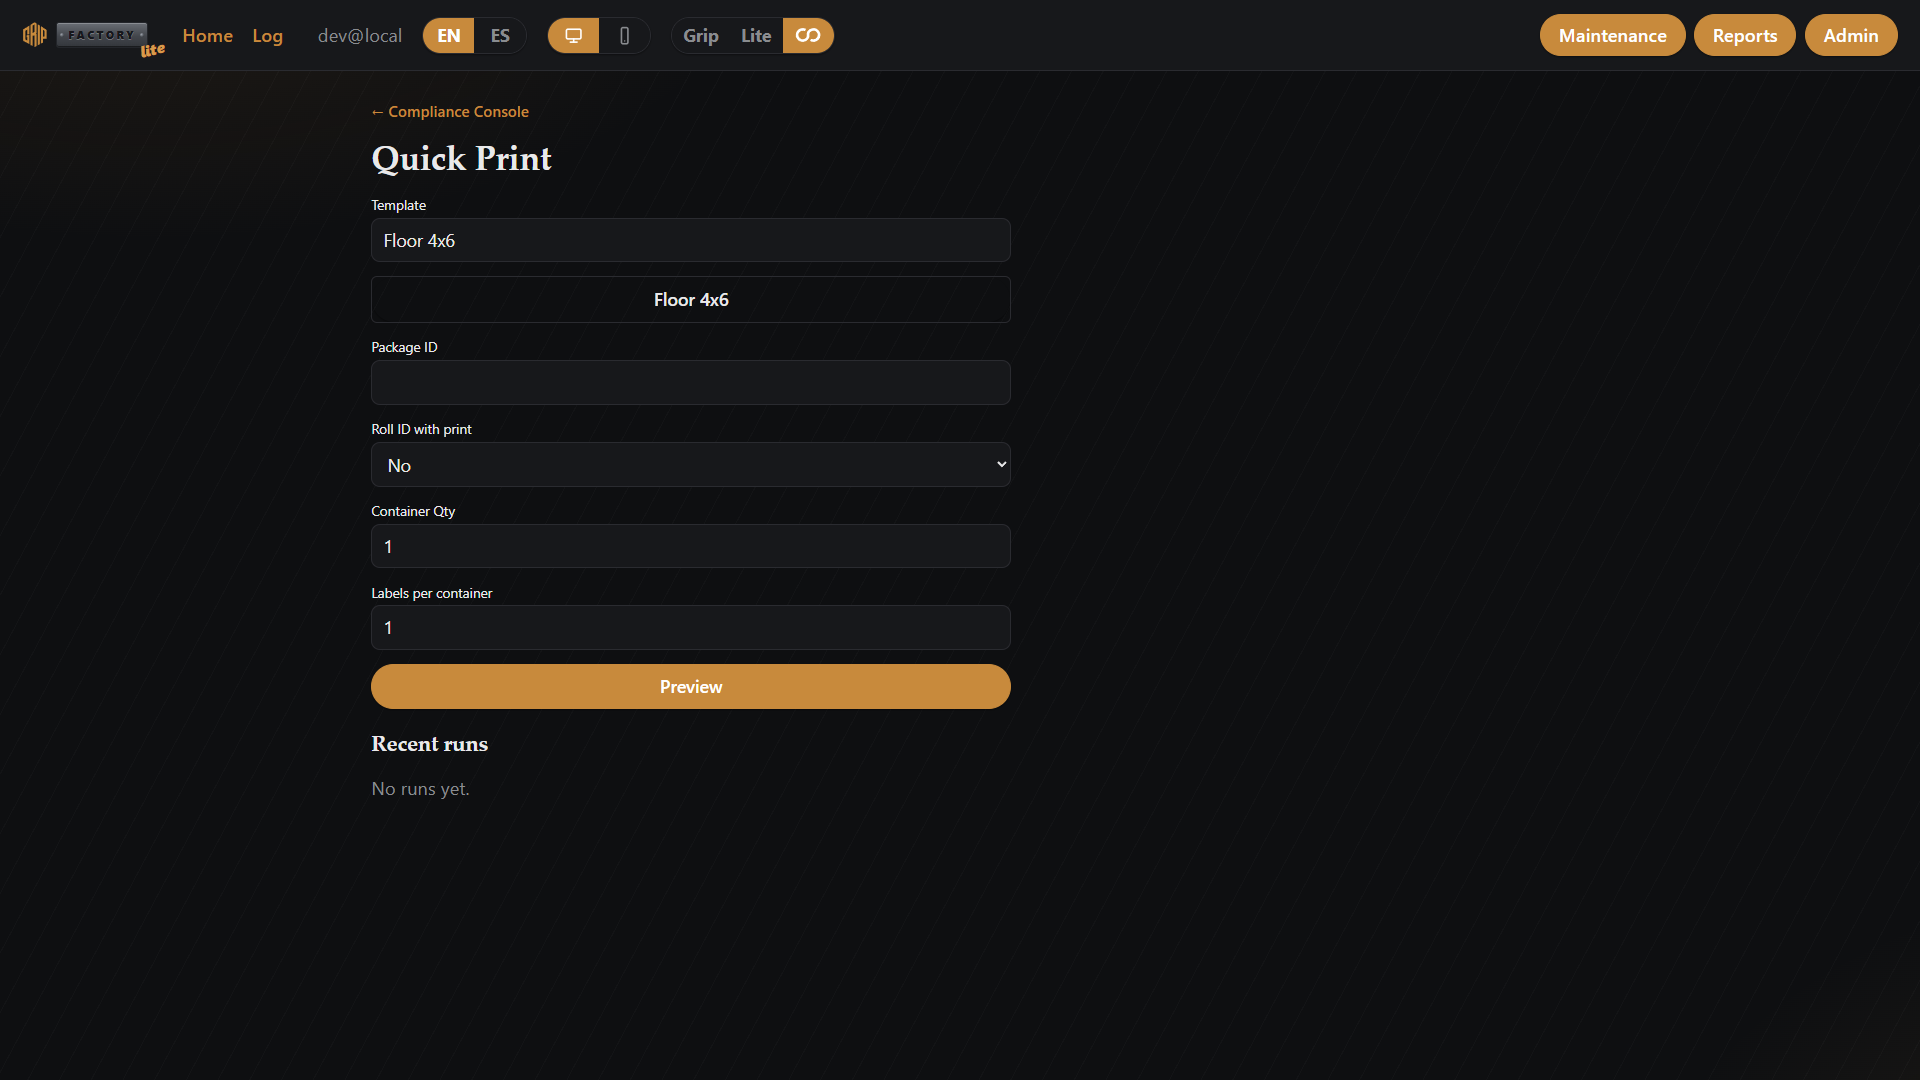 GRIP FACTORY lite Home Log dev@local EN ES Grip Lite Maintenance Reports Admin
← Compliance Console
Quick Print
Template
Floor 4x6
Floor 4x6
Package ID
Roll ID with print
No
Container Qty
1
Labels per container
1
Preview
Recent runs
No runs yet.